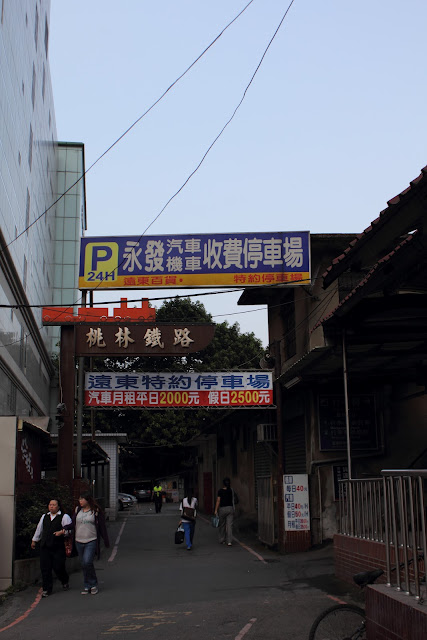 P 24H
永發 汽車 機車 收費停車場
遠東百貨 特約停車場
桃林鐵路
遠東特約停車場
汽車月租平日2000元 假日2500元